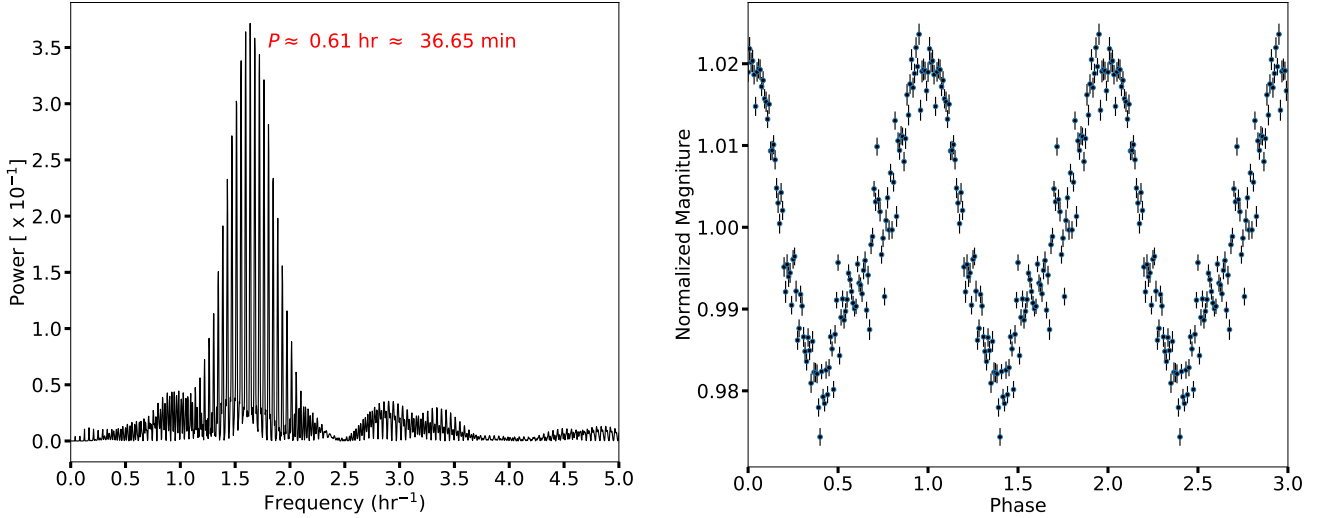 P ≈ 0.61 hr ≈ 36.65 min
Power [ x 10⁻¹]
3.5
3.0
2.5
2.0
1.5
1.0
0.5
0.0
0.0 0.5 1.0 1.5 2.0 2.5 3.0 3.5 4.0 4.5 5.0
Frequency (hr⁻¹)
Normalized Magniture
1.02
1.01
1.00
0.99
0.98
0.0 0.5 1.0 1.5 2.0 2.5 3.0
Phase